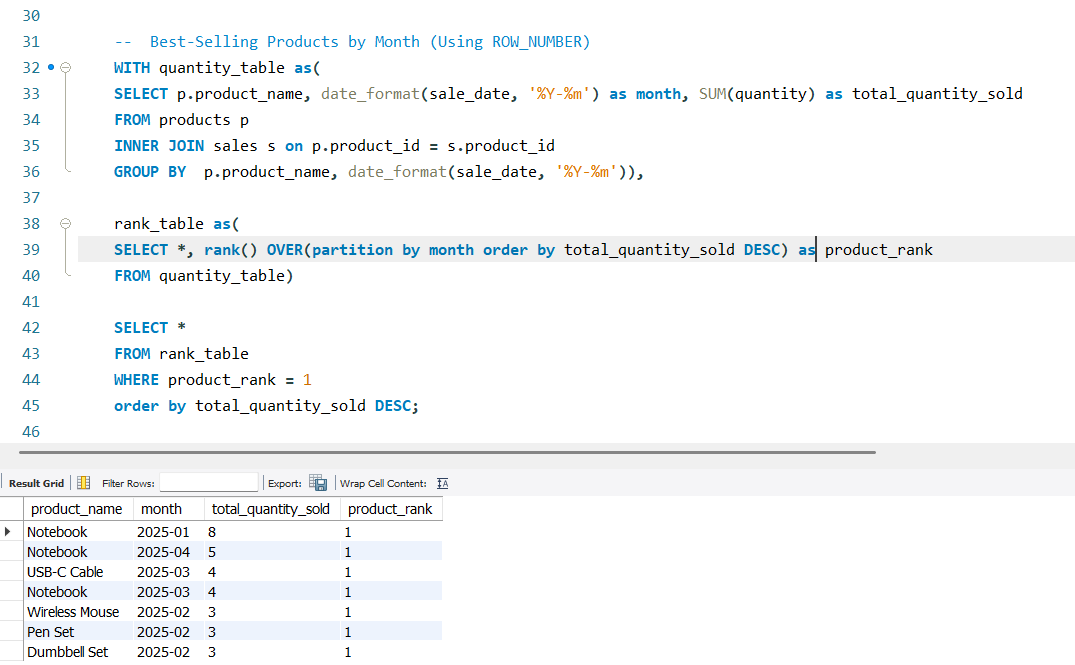 30
31 -- Best-Selling Products by Month (Using ROW_NUMBER)
32 WITH quantity_table as(
33 SELECT p.product_name, date_format(sale_date, '%Y-%m') as month, SUM(quantity) as total_quantity_sold
34 FROM products p
35 INNER JOIN sales s on p.product_id = s.product_id
36 GROUP BY p.product_name, date_format(sale_date, '%Y-%m')),
37
38 rank_table as(
39 SELECT *, rank() OVER(partition by month order by total_quantity_sold DESC) as product_rank
40 FROM quantity_table)
41
42 SELECT *
43 FROM rank_table
44 WHERE product_rank = 1
45 order by total_quantity_sold DESC;
46
Result Grid Filter Rows: Export: Wrap Cell Content: IA
product_name month total_quantity_sold product_rank
Notebook 2025-01 8 1
Notebook 2025-04 5 1
USB-C Cable 2025-03 4 1
Notebook 2025-03 4 1
Wireless Mouse 2025-02 3 1
Pen Set 2025-02 3 1
Dumbbell Set 2025-02 3 1